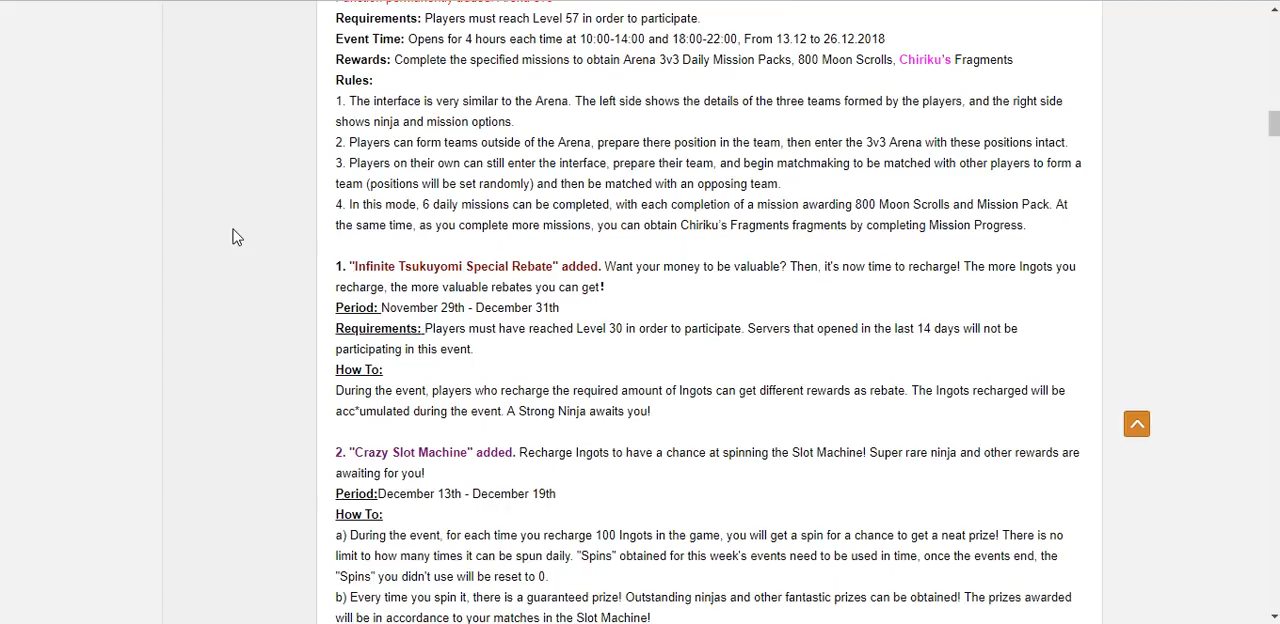 Requirements: Players must reach Level 57 in order to participate.
Event Time: Opens for 4 hours each time at 10:00-14:00 and 18:00-22:00, From 13.12 to 26.12.2018
Rewards: Complete the specified missions to obtain Arena 3v3 Daily Mission Packs, 800 Moon Scrolls, Chiriku's Fragments
Rules:
1. The interface is very similar to the Arena. The left side shows the details of the three teams formed by the players, and the right side
shows ninja and mission options.
2. Players can form teams outside of the Arena, prepare there position in the team, then enter the 3v3 Arena with these positions intact.
3. Players on their own can still enter the interface, prepare their team, and begin matchmaking to be matched with other players to form a
team (positions will be set randomly) and then be matched with an opposing team.
4. In this mode, 6 daily missions can be completed, with each completion of a mission awarding 800 Moon Scrolls and Mission Pack. At
the same time, as you complete more missions, you can obtain Chiriku's Fragments fragments by completing Mission Progress.
1. "Infinite Tsukuyomi Special Rebate" added. Want your money to be valuable? Then, it's now time to recharge! The more Ingots you
recharge, the more valuable rebates you can get!
Period: November 29th - December 31th
Requirements: Players must have reached Level 30 in order to participate. Servers that opened in the last 14 days will not be
participating in this event.
How To:
During the event, players who recharge the required amount of Ingots can get different rewards as rebate. The Ingots recharged will be
acc*umulated during the event. A Strong Ninja awaits you!
2. "Crazy Slot Machine" added. Recharge Ingots to have a chance at spinning the Slot Machine! Super rare ninja and other rewards are
awaiting for you!
Period:December 13th - December 19th
How To:
a) During the event, for each time you recharge 100 Ingots in the game, you will get a spin for a chance to get a neat prize! There is no
limit to how many times it can be spun daily. "Spins" obtained for this week's events need to be used in time, once the events end, the
"Spins" you didn't use will be reset to 0.
b) Every time you spin it, there is a guaranteed prize! Outstanding ninjas and other fantastic prizes can be obtained! The prizes awarded
will be in accordance to your matches in the Slot Machine!